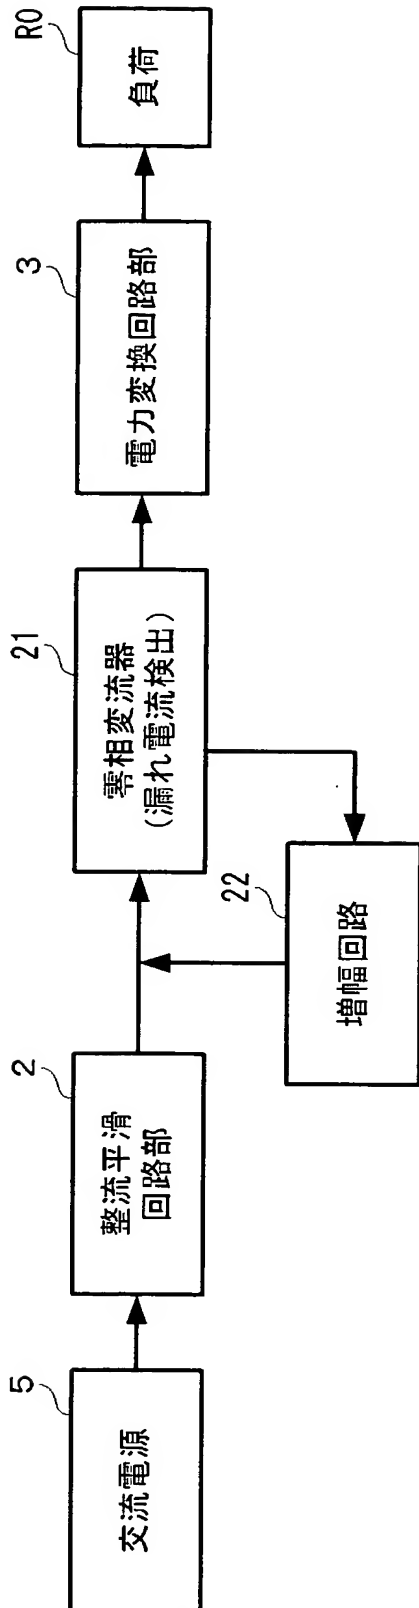 5
交流電源
2
整流平滑
回路部
21
零相変流器
(漏れ電流検出)
22
増幅回路
3
電力変換回路部
R0
負荷